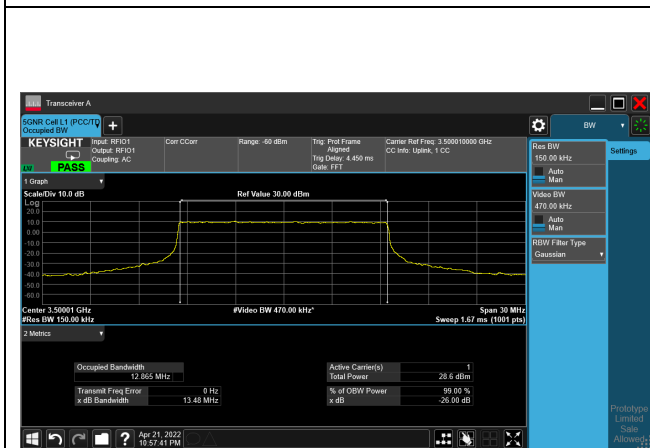 Transceiver A
5GNR Cell L1 (PCC/TD
Occupied BW
BW
KEYSIGHT
PASS
Input: RFIO1
Output: RFIO1
Coupling: AC
Corr CCorr
Range: -60 dBm
Trig: Prot Frame
Aligned
Trig Delay: 4.450 ms
Gate: FFT
Carrier Ref Freq: 3.500010000 GHz
CC Info: Uplink, 1 CC
Res BW
150.00 kHz
Auto
Man
Settings
Video BW
470.00 kHz
Auto
Man
RBW Filter Type
Gaussian
1 Graph
Scale/Div 10.0 dB
Ref Value 30.00 dBm
Log
20.0
10.0
0.00
-10.0
-20.0
-30.0
-40.0
-50.0
-60.0
Center 3.50001 GHz
#Video BW 470.00 kHz*
Span 30 MHz
#Res BW 150.00 kHz
Sweep 1.67 ms (1001 pts)
2 Metrics
Occupied Bandwidth
12.865 MHz
Active Carrier(s) 1
Total Power 28.6 dBm
Transmit Freq Error 0 Hz
x dB Bandwidth 13.48 MHz
% of OBW Power 99.00 %
x dB -26.00 dB
Prototype
Limited
Sale
Allowed
?
Apr 21, 2022
10:57:41 PM